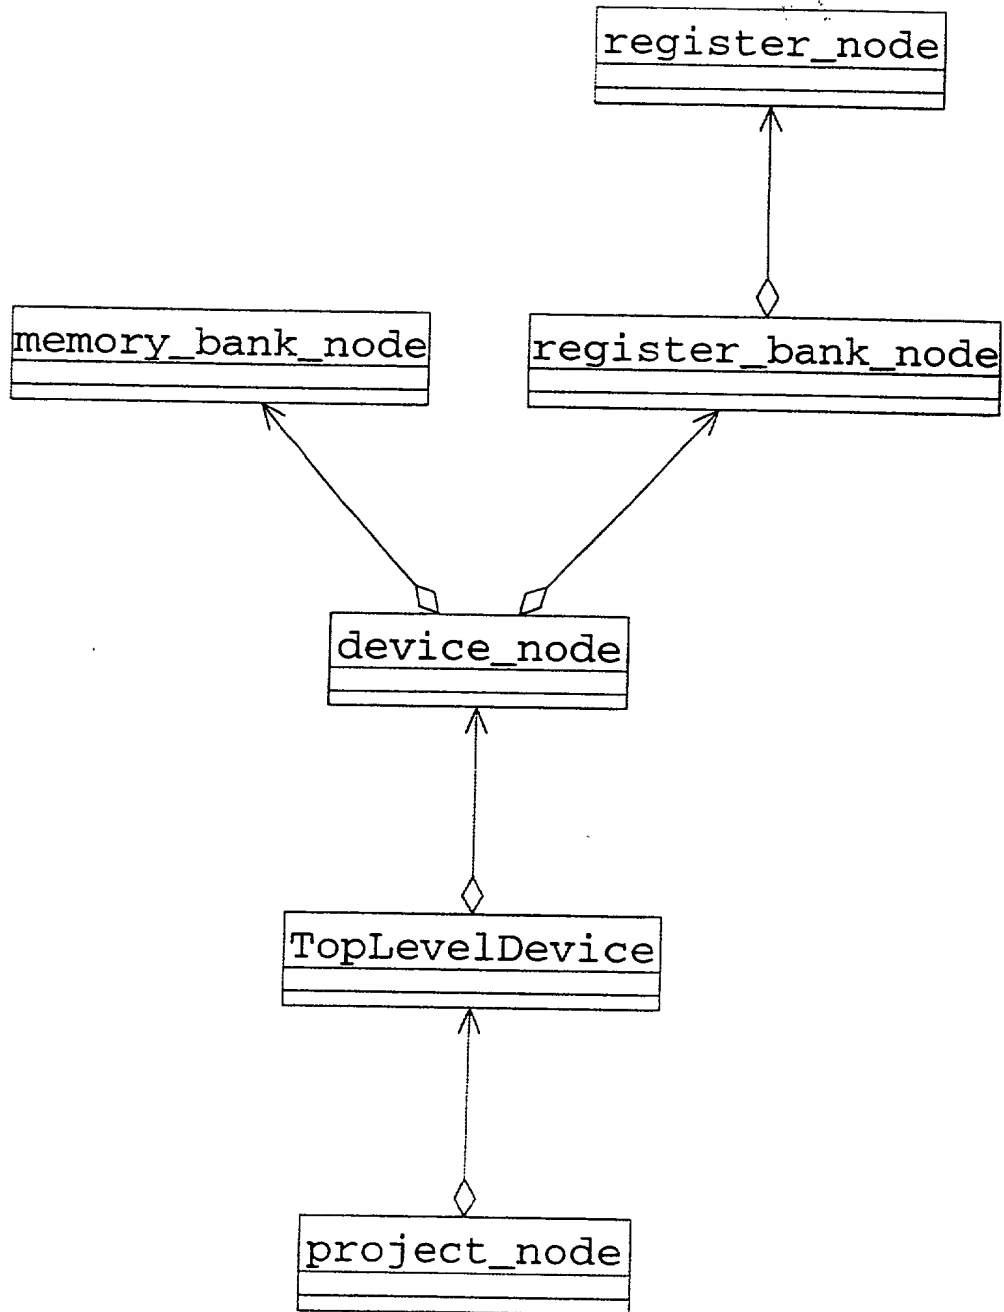 register_node
memory_bank_node
register_bank_node
device_node
TopLevelDevice
project_node